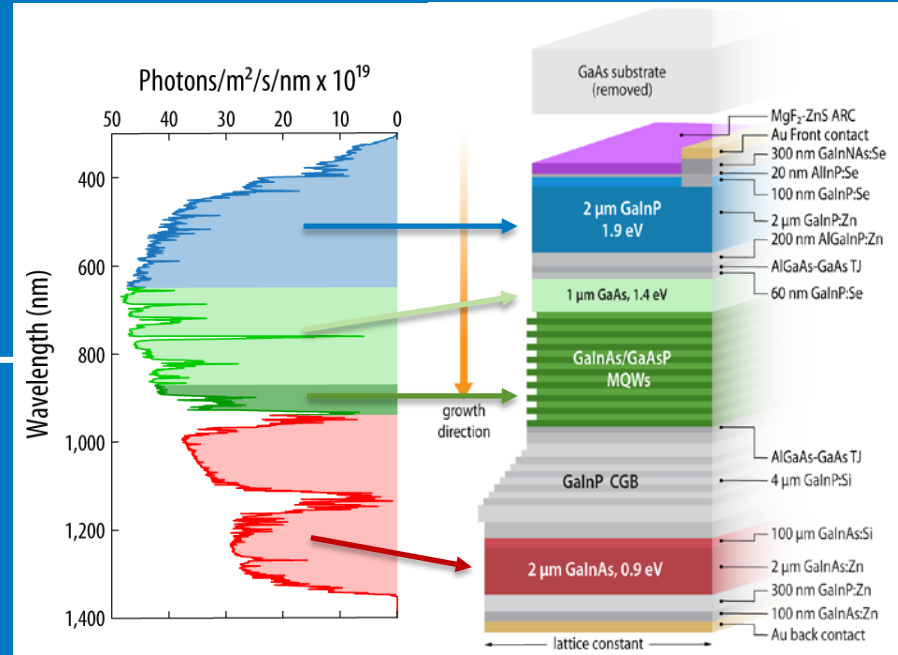 Photons/m²/s/nm x 10¹⁹
50 40 30 20 10 0
Wavelength (nm)
400
600
800
1,000
1,200
1,400
growth
direction
GaAs substrate
(removed)
2 µm GaInP
1.9 eV
1 µm GaAs, 1.4 eV
GaInAs/GaAsP
MQWs
GaInP CGB
2 µm GaInAs, 0.9 eV
lattice constant
MgF₂-ZnS ARC
Au Front contact
300 nm GaInNAs:Se
20 nm AlInP:Se
100 nm GaInP:Se
2 µm GaInP:Zn
200 nm AlGaInP:Zn
AlGaAs-GaAs TJ
60 nm GaInP:Se
AlGaAs-GaAs TJ
4 µm GaInP:Si
100 µm GaInAs:Si
2 µm GaInAs:Zn
300 nm GaInP:Zn
100 nm GaInAs:Zn
Au back contact